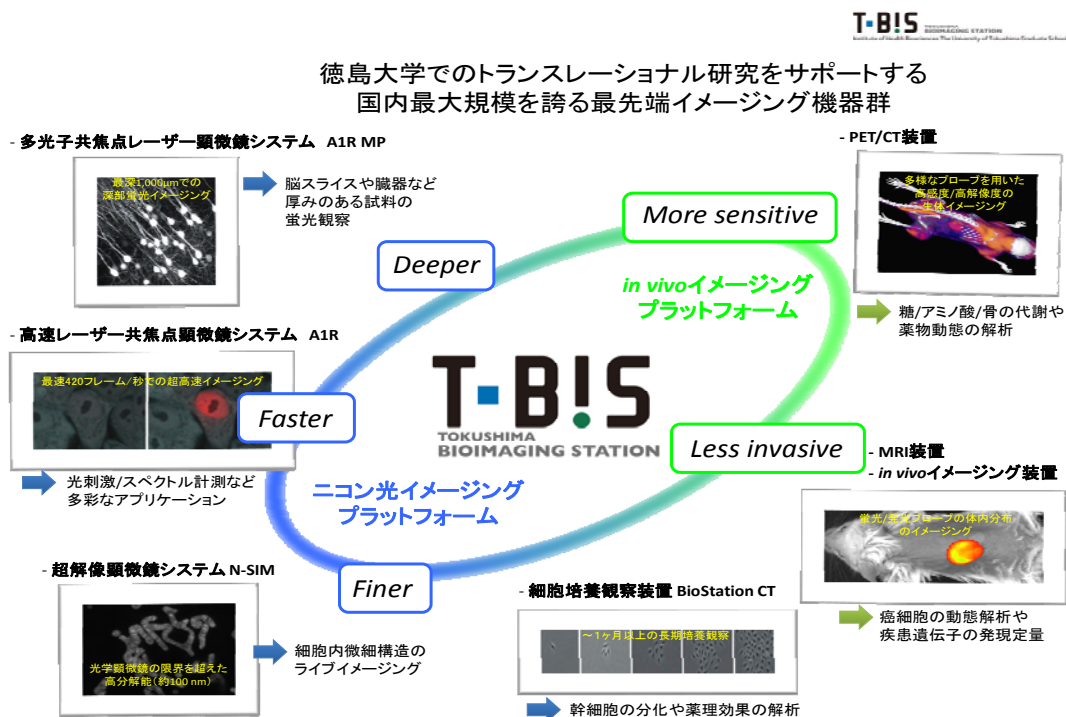 T-B!S TOKUSHIMA BIOIMAGING STATION
Institute of Health Biosciences The University of Tokushima Graduate School
徳島大学でのトランスレーショナル研究をサポートする
国内最大規模を誇る最先端イメージング機器群
- 多光子共焦点レーザー顕微鏡システム A1R MP
最深1,000μmでの
深部蛍光イメージング
脳スライスや臓器など
厚みのある試料の
蛍光観察
- PET/CT装置
多様なプローブを用いた
高感度/高解像度の
生体イメージング
糖/アミノ酸/骨の代謝や
薬物動態の解析
More sensitive
Deeper
in vivoイメージング
プラットフォーム
- 高速レーザー共焦点顕微鏡システム A1R
最速420フレーム/秒での超高速イメージング
光刺激/スペクトル計測など
多彩なアプリケーション
Faster
T-B!S
TOKUSHIMA
BIOIMAGING STATION
Less invasive
- MRI装置
- in vivoイメージング装置
蛍光/発光プローブの体内分布
のイメージング
癌細胞の動態解析や
疾患遺伝子の発現定量
ニコン光イメージング
プラットフォーム
Finer
- 超解像顕微鏡システム N-SIM
光学顕微鏡の限界を超えた
高分解能(約100 nm)
細胞内微細構造の
ライブイメージング
- 細胞培養観察装置 BioStation CT
～1ヶ月以上の長期培養観察
幹細胞の分化や薬理効果の解析